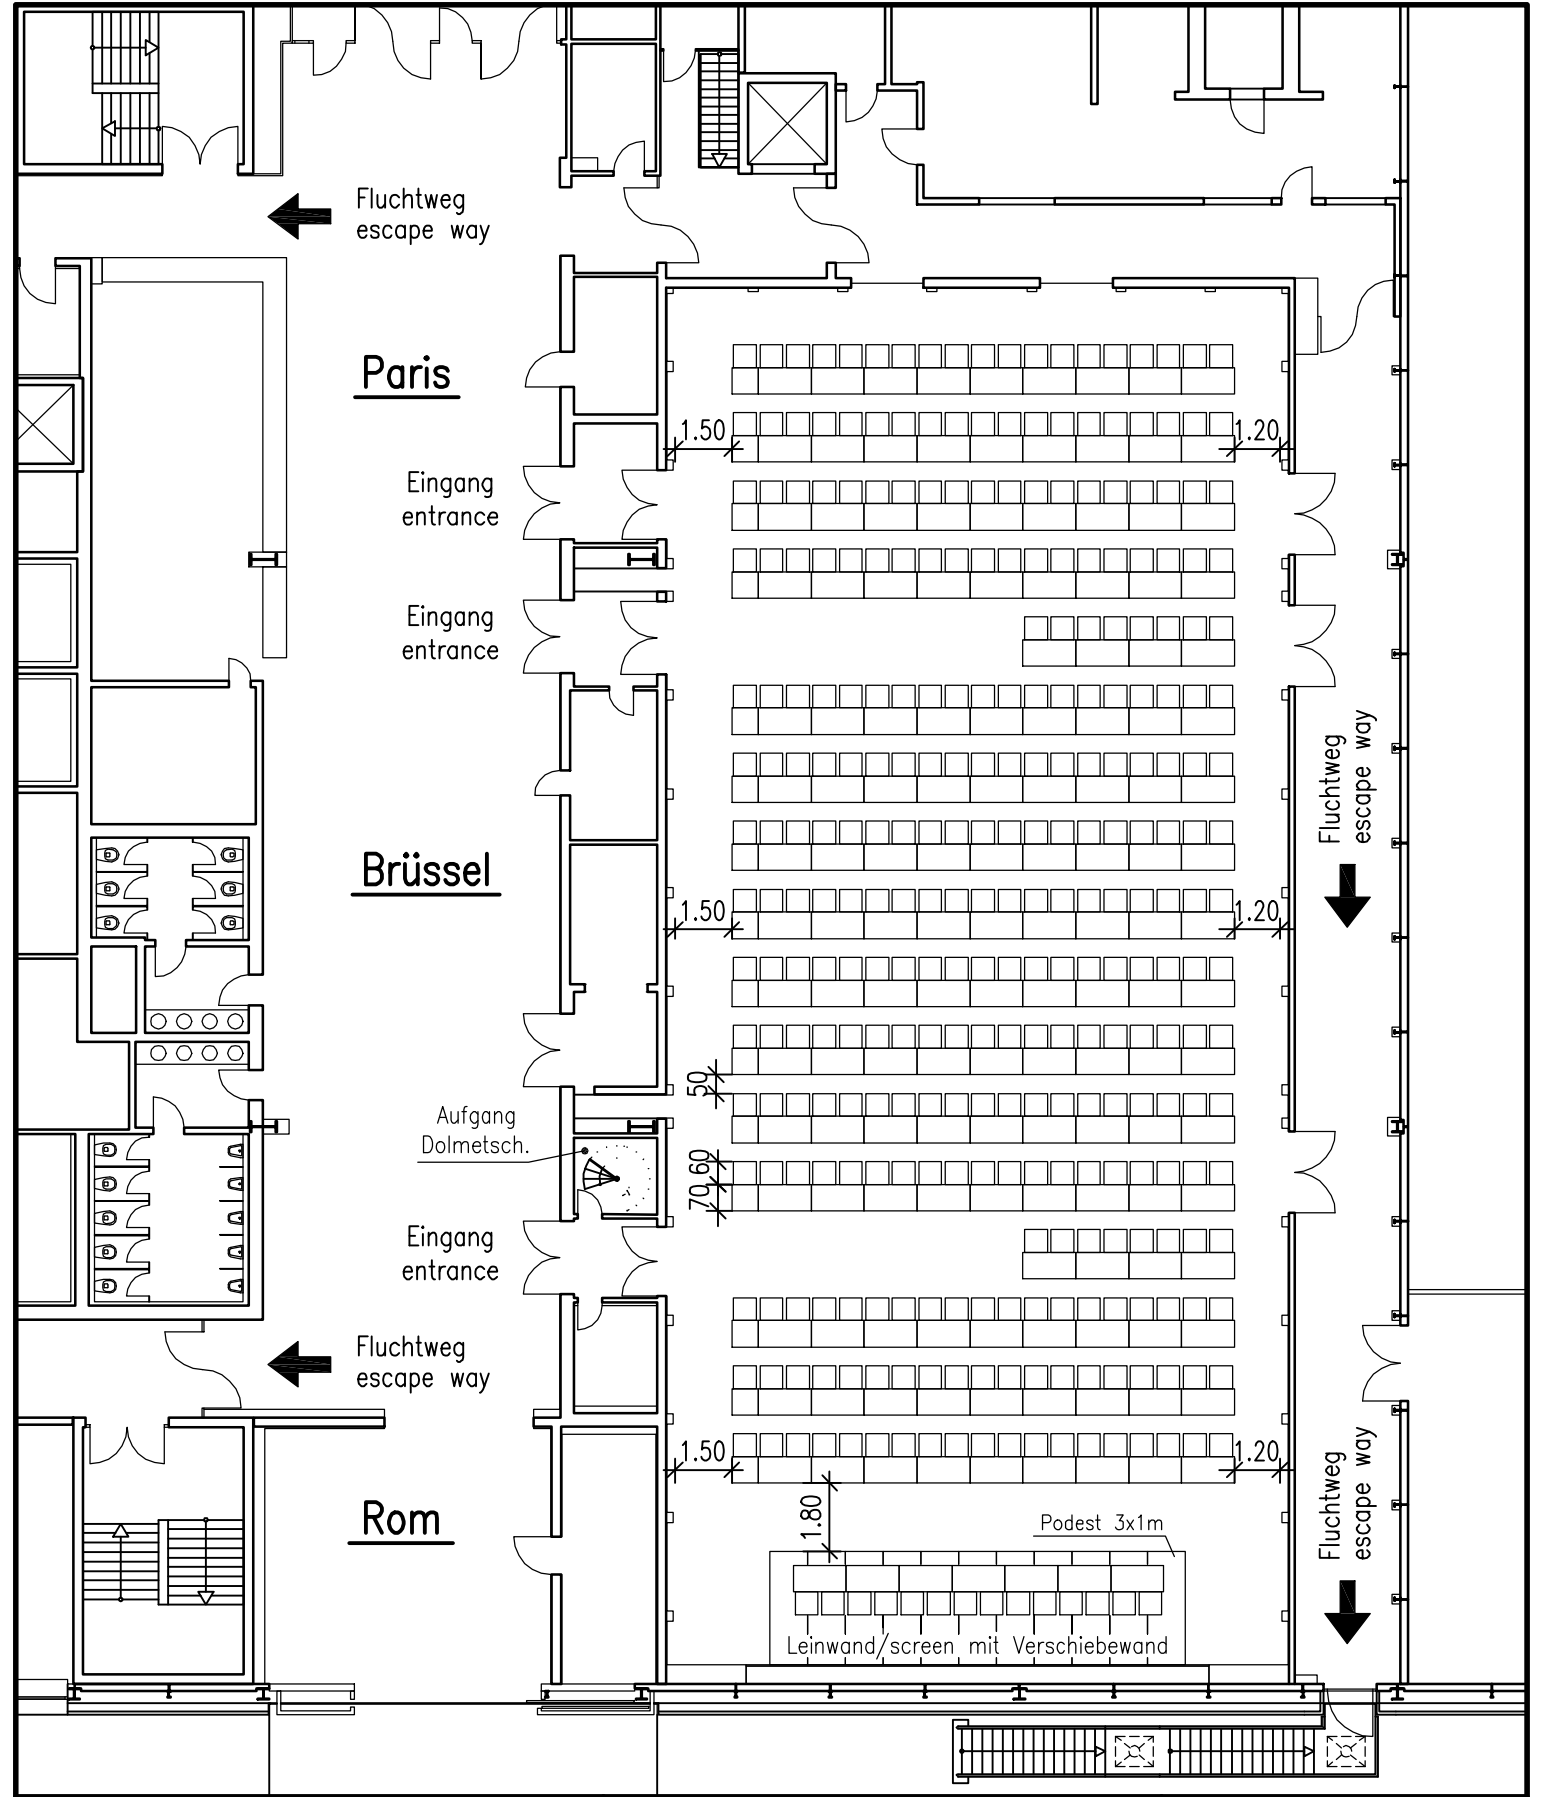 Fluchtweg
escape way
Paris
1.50
1.20
Eingang
entrance
Eingang
entrance
Fluchtweg
escape way
Brüssel
1.50
1.20
50
Aufgang
Dolmetsch.
60
70
Eingang
entrance
Fluchtweg
escape way
1.50
1.20
Fluchtweg
escape way
Rom
1.80
Podest 3x1m
Leinwand/screen mit Verschiebewand